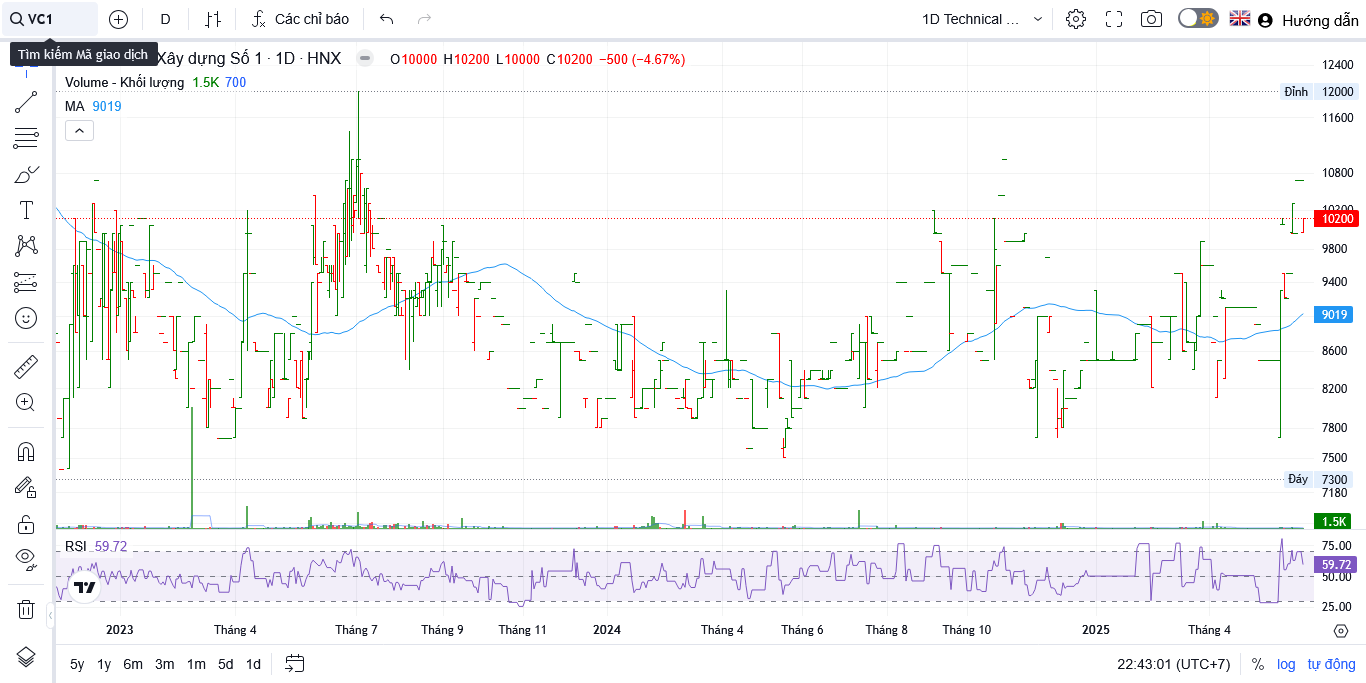 VC1 D Các chỉ báo 1D Technical ... Hướng dẫn
Tìm kiếm Mã giao dịch Xây dựng Số 1 · 1D · HNX O10000 H10200 L10000 C10200 −500 (−4.67%)
Volume - Khối lượng 1.5K 700
MA 9019
12400
Đỉnh 12000
11600
10800
10200
9800
9400
9019
8600
8200
7800
7500
Đáy 7300
7180
1.5K
RSI 59.72
75.00
59.72
50.00
25.00
2023 Tháng 4 Tháng 7 Tháng 9 Tháng 11 2024 Tháng 4 Tháng 6 Tháng 8 Tháng 10 2025 Tháng 4
5y 1y 6m 3m 1m 5d 1d 22:43:01 (UTC+7) % log tự động